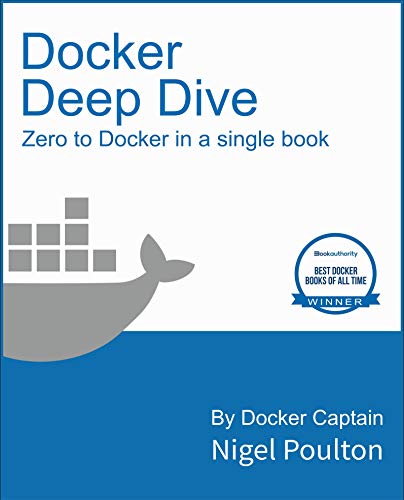 Docker
Deep Dive
Zero to Docker in a single book
Bookauthority
BEST DOCKER
BOOKS OF ALL TIME
WINNER
By Docker Captain
Nigel Poulton